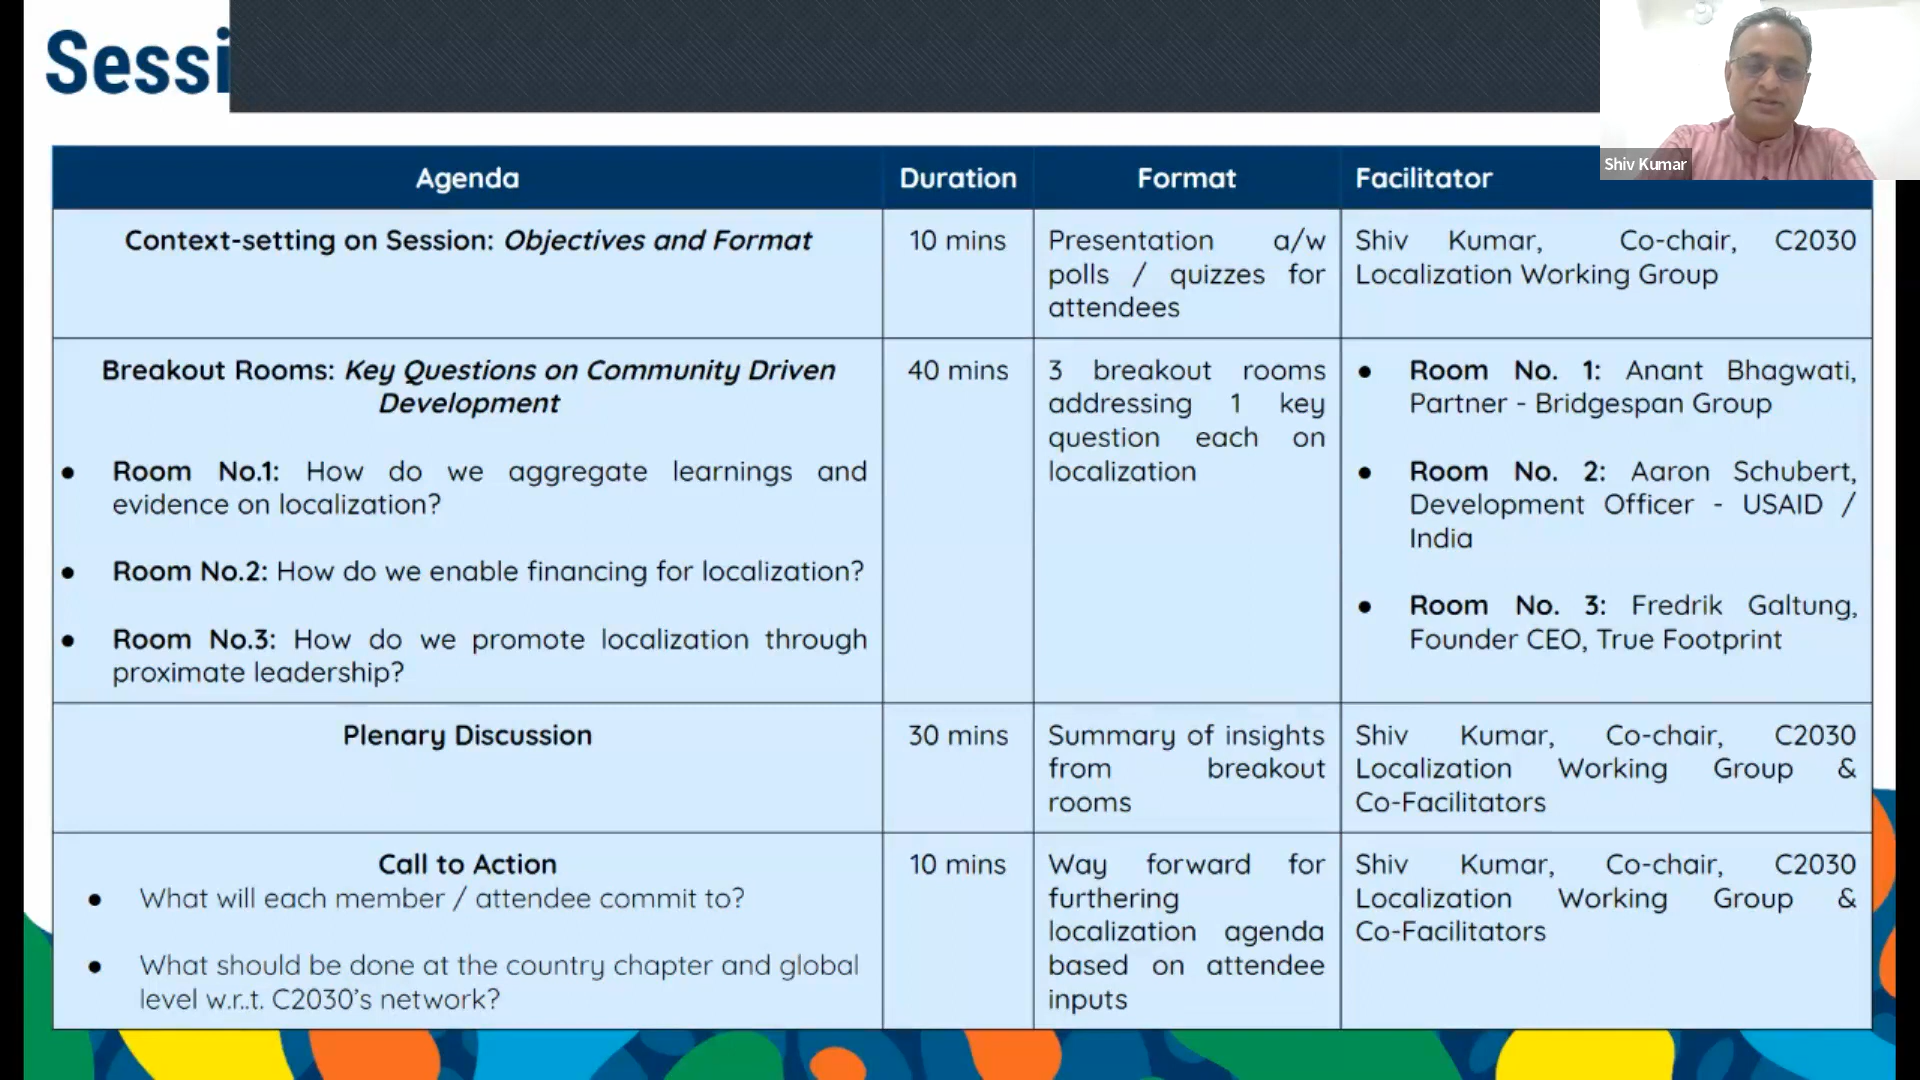 Sessi
Shiv Kumar
Agenda
Duration
Format
Facilitator
Context-setting on Session: Objectives and Format
10 mins
Presentation a/w
polls / quizzes for
attendees
Shiv Kumar, Co-chair, C2030
Localization Working Group
Breakout Rooms: Key Questions on Community Driven
Development
● Room No.1: How do we aggregate learnings and
evidence on localization?
● Room No.2: How do we enable financing for localization?
● Room No.3: How do we promote localization through
proximate leadership?
40 mins
3 breakout rooms
addressing 1 key
question each on
localization
● Room No. 1: Anant Bhagwati,
Partner - Bridgespan Group
● Room No. 2: Aaron Schubert,
Development Officer - USAID /
India
● Room No. 3: Fredrik Galtung,
Founder CEO, True Footprint
Plenary Discussion
30 mins
Summary of insights
from breakout
rooms
Shiv Kumar, Co-chair, C2030
Localization Working Group &
Co-Facilitators
Call to Action
● What will each member / attendee commit to?
● What should be done at the country chapter and global
level w.r..t. C2030's network?
10 mins
Way forward for
furthering
localization agenda
based on attendee
inputs
Shiv Kumar, Co-chair, C2030
Localization Working Group &
Co-Facilitators